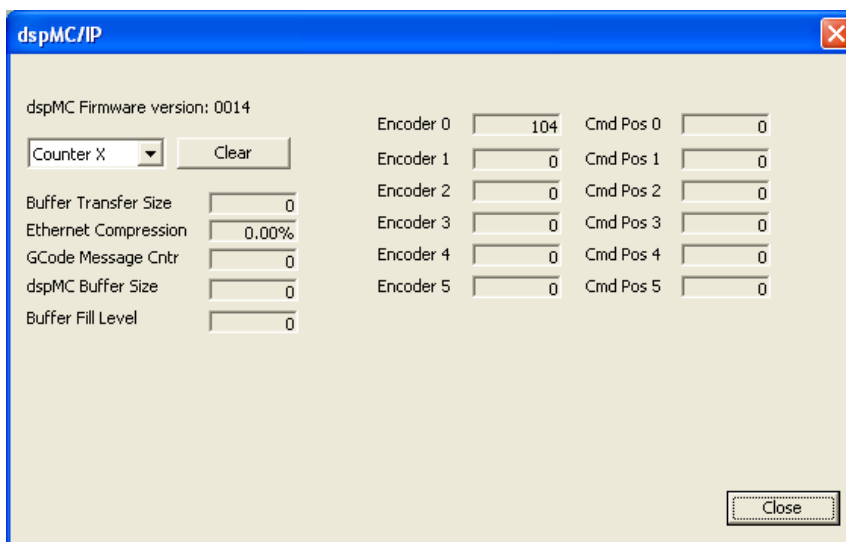 dspMC/IP
dspMC Firmware version: 0014
Counter X Clear
Buffer Transfer Size 0
Ethernet Compression 0.00%
GCode Message Cntr 0
dspMC Buffer Size 0
Buffer Fill Level 0
Encoder 0 104 Cmd Pos 0 0
Encoder 1 0 Cmd Pos 1 0
Encoder 2 0 Cmd Pos 2 0
Encoder 3 0 Cmd Pos 3 0
Encoder 4 0 Cmd Pos 4 0
Encoder 5 0 Cmd Pos 5 0
Close